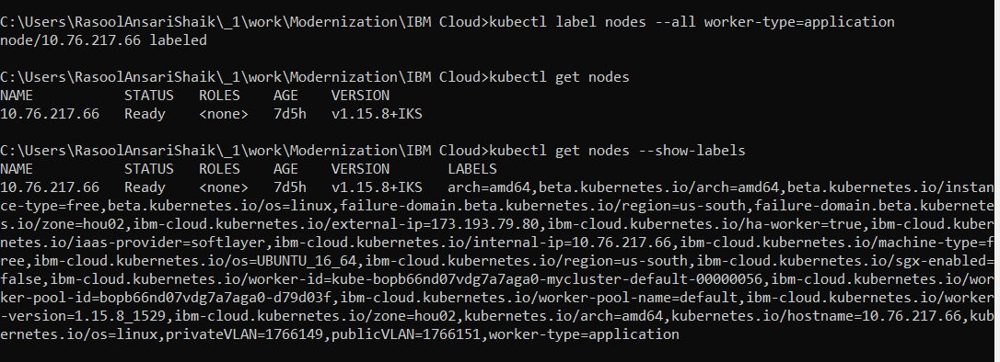 C:\Users\RasoolAnsariShaik\_1\work\Modernization\IBM Cloud>kubectl label nodes --all worker-type=application
node/10.76.217.66 labeled
C:\Users\RasoolAnsariShaik\_1\work\Modernization\IBM Cloud>kubectl get nodes
NAME STATUS ROLES AGE VERSION
10.76.217.66 Ready <none> 7d5h v1.15.8+IKS
C:\Users\RasoolAnsariShaik\_1\work\Modernization\IBM Cloud>kubectl get nodes --show-labels
NAME STATUS ROLES AGE VERSION LABELS
10.76.217.66 Ready <none> 7d5h v1.15.8+IKS arch=amd64,beta.kubernetes.io/arch=amd64,beta.kubernetes.io/instan
ce-type=free,beta.kubernetes.io/os=linux,failure-domain.beta.kubernetes.io/region=us-south,failure-domain.beta.kubernete
s.io/zone=hou02,ibm-cloud.kubernetes.io/external-ip=173.193.79.80,ibm-cloud.kubernetes.io/ha-worker=true,ibm-cloud.kuber
netes.io/iaas-provider=softlayer,ibm-cloud.kubernetes.io/internal-ip=10.76.217.66,ibm-cloud.kubernetes.io/machine-type=f
ree,ibm-cloud.kubernetes.io/os=UBUNTU_16_64,ibm-cloud.kubernetes.io/region=us-south,ibm-cloud.kubernetes.io/sgx-enabled=
false,ibm-cloud.kubernetes.io/worker-id=kube-bopb66nd07vdg7a7aga0-mycluster-default-00000056,ibm-cloud.kubernetes.io/wor
ker-pool-id=bopb66nd07vdg7a7aga0-d79d03f,ibm-cloud.kubernetes.io/worker-pool-name=default,ibm-cloud.kubernetes.io/worker
-version=1.15.8_1529,ibm-cloud.kubernetes.io/zone=hou02,kubernetes.io/arch=amd64,kubernetes.io/hostname=10.76.217.66,kub
ernetes.io/os=linux,privateVLAN=1766149,publicVLAN=1766151,worker-type=application